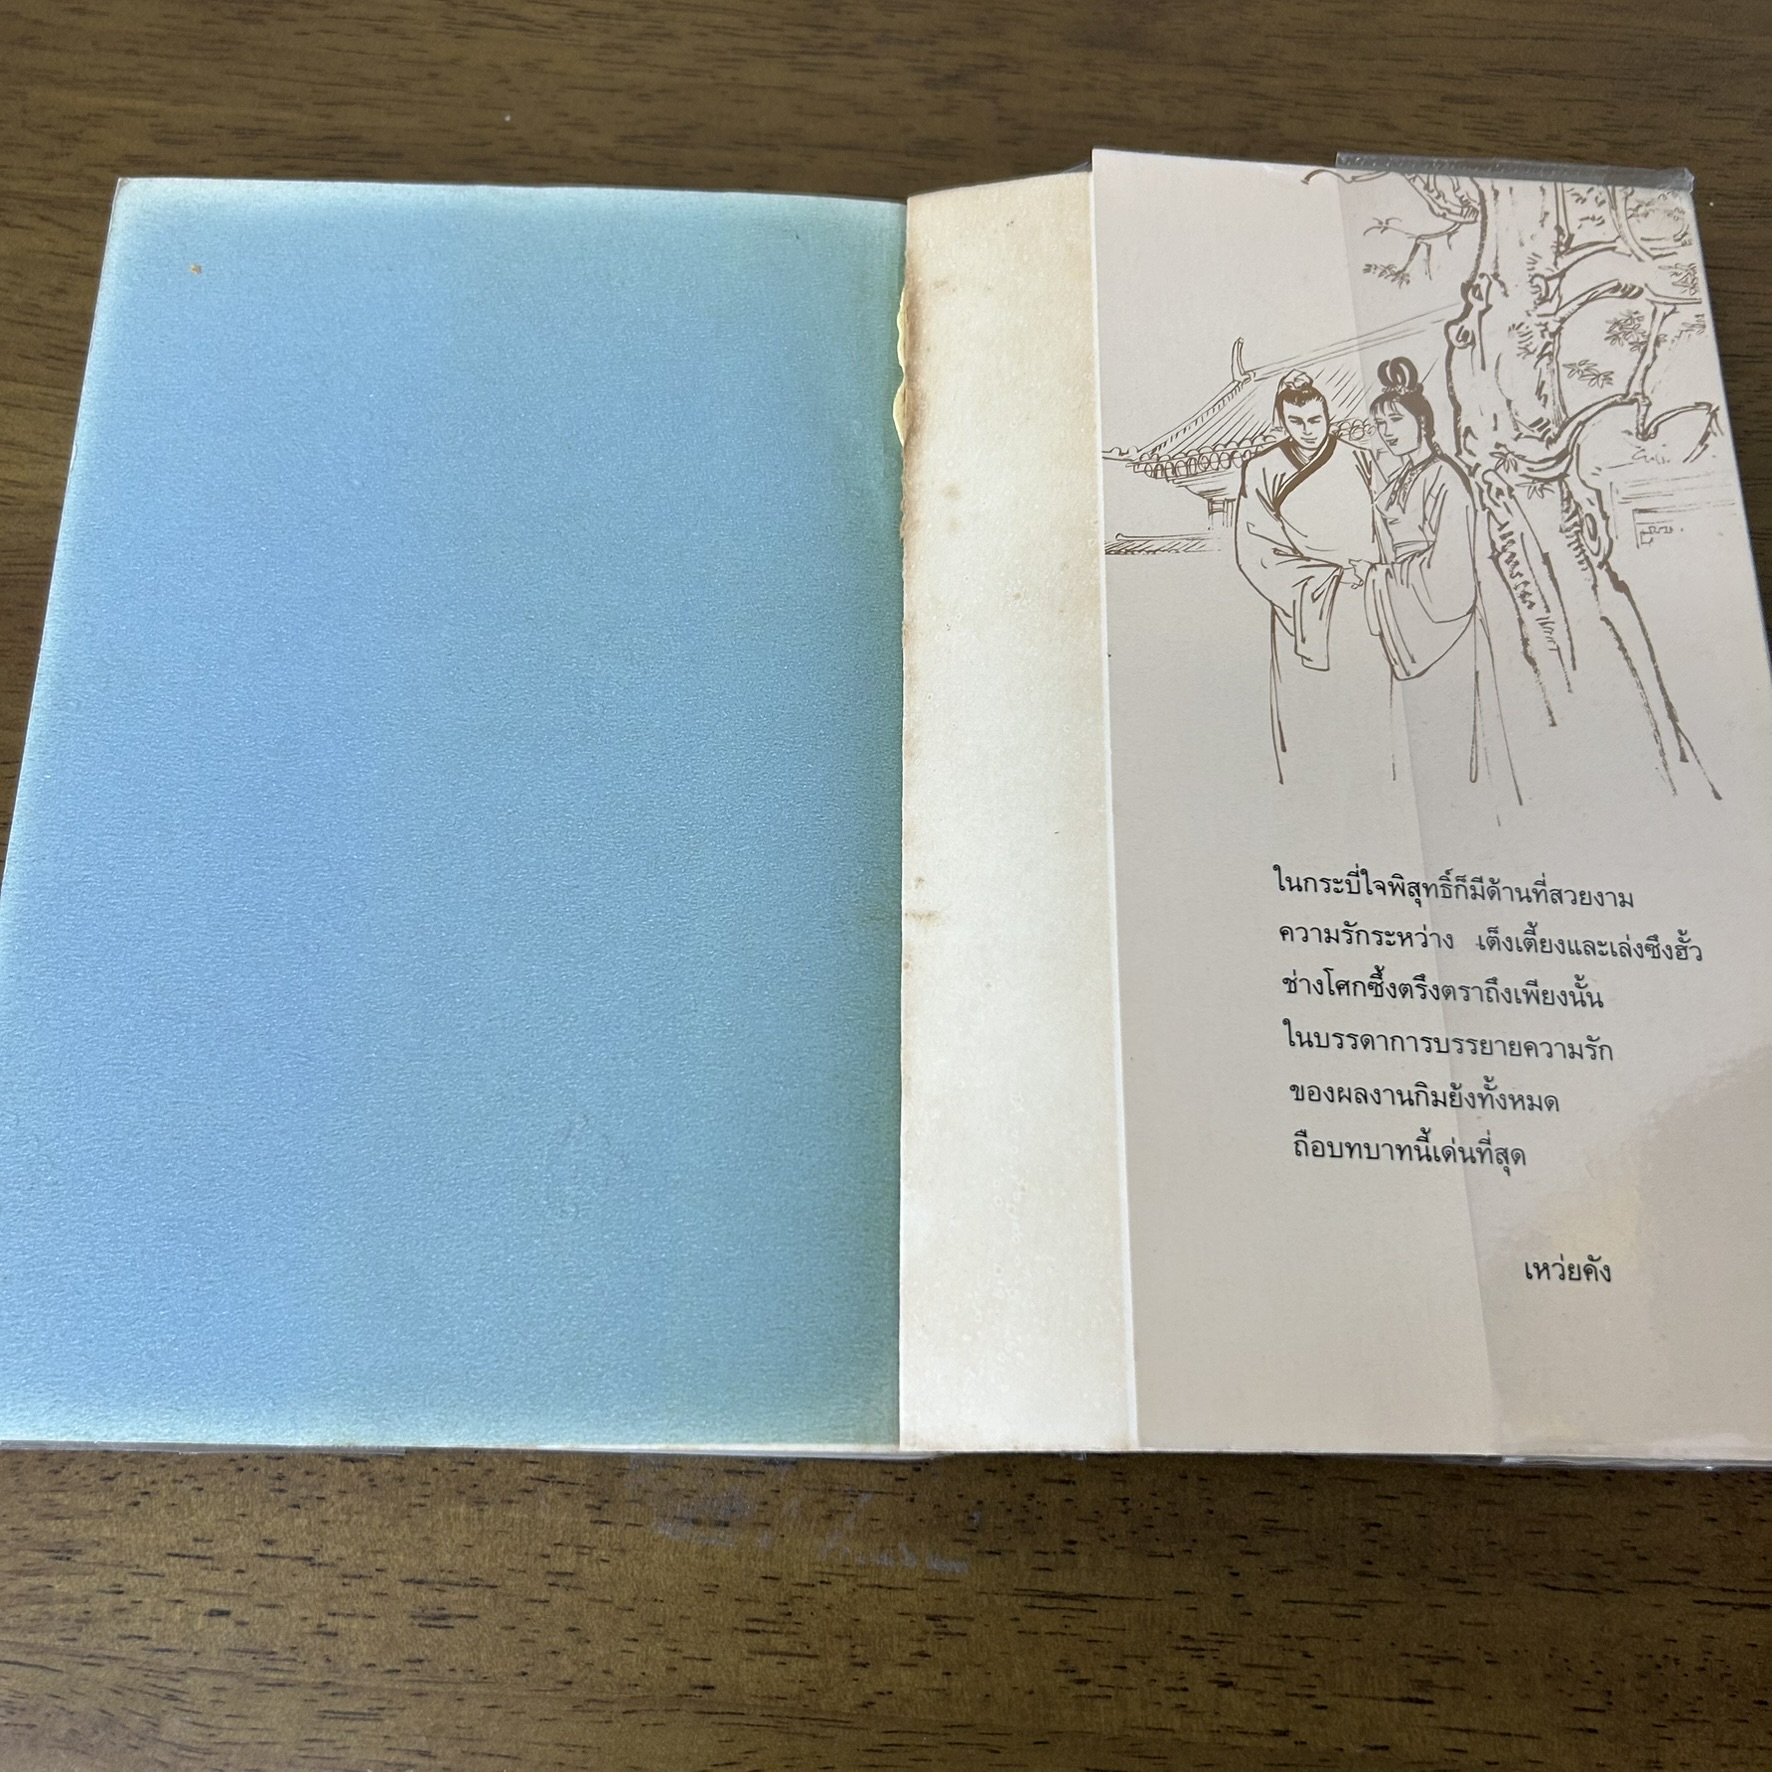 ในกระบี่ใจพิสุทธิ์ก็มีด้านที่สวยงาม
ความรักระหว่าง เต็งเตี้ยงและเล่งซึงฮั้ว
ช่างโศกซึ้งตรึงตราถึงเพียงนั้น
ในบรรดาการบรรยายความรัก
ของผลงานกิมย้งทั้งหมด
ถือบทบาทนี้เด่นที่สุด
เหว่ยคัง